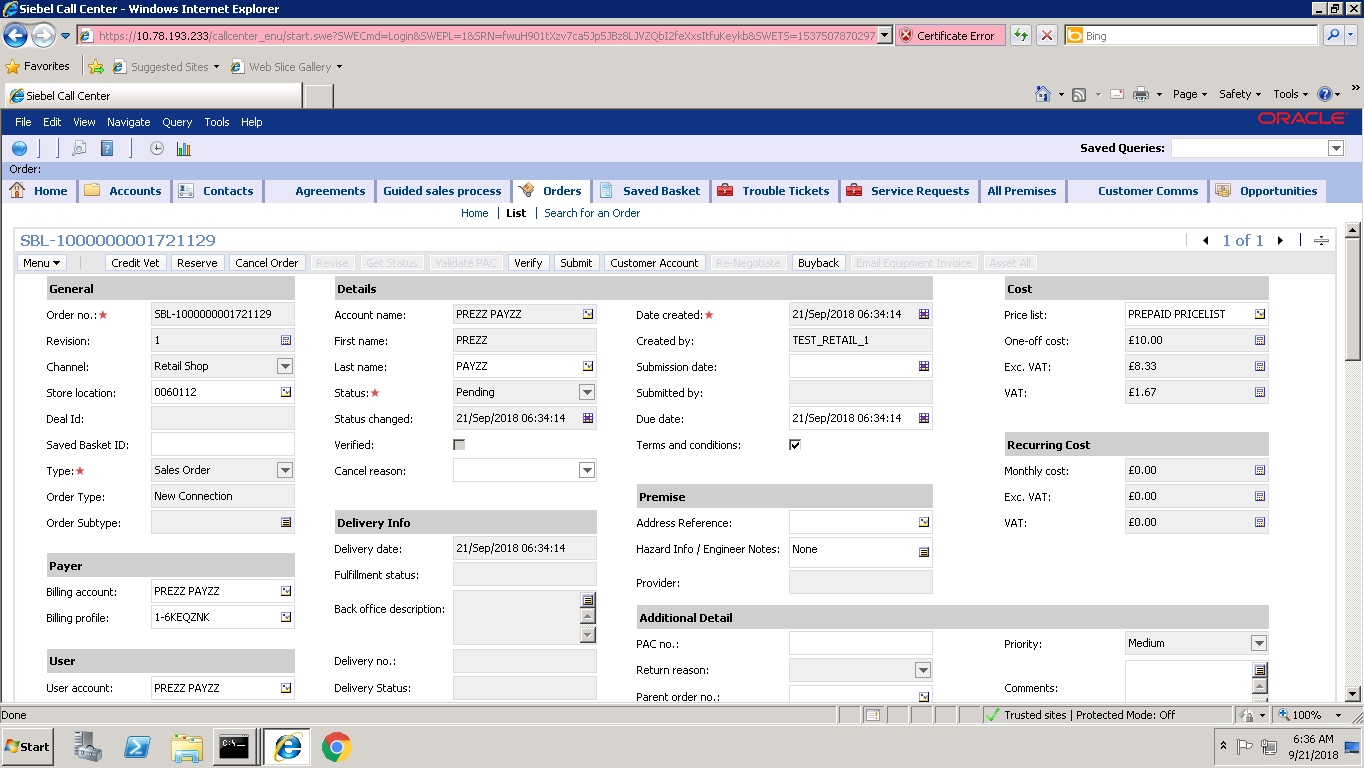 Siebel Call Center - Windows Internet Explorer
https://10.78.193.233/callcenter_enu/start.swe?SWECmd=Login&SWEPL=1&SRN=fwuH901tXzv7ca5Jp5JBz8LJVZQbI2feXxsItfuKeykb&SWETS=1537507870297
Certificate Error
Bing
Favorites
Suggested Sites
Web Slice Gallery
Siebel Call Center
Page
Safety
Tools
»
File Edit View Navigate Query Tools Help
ORACLE
Saved Queries:
Order:
Home
Accounts
Contacts
Agreements
Guided sales process
Orders
Saved Basket
Trouble Tickets
Service Requests
All Premises
Customer Comms
Opportunities
Home | List | Search for an Order
SBL-1000000001721129
1 of 1
Menu
Credit Vet
Reserve
Cancel Order
Revise
Get Status
Validate PAC
Verify
Submit
Customer Account
Re-Negotiate
Buyback
Email Equipment Invoice
Asset All
General
Order no.: SBL-1000000001721129
Revision: 1
Channel: Retail Shop
Store location: 0060112
Deal Id:
Saved Basket ID:
Type: Sales Order
Order Type: New Connection
Order Subtype:
Payer
Billing account: PREZZ PAYZZ
Billing profile: 1-6KEQZNK
User
User account: PREZZ PAYZZ
Details
Account name: PREZZ PAYZZ
First name: PREZZ
Last name: PAYZZ
Status: Pending
Status changed: 21/Sep/2018 06:34:14
Verified:
Cancel reason:
Delivery Info
Delivery date: 21/Sep/2018 06:34:14
Fulfillment status:
Back office description:
Delivery no.:
Delivery Status:
Date created: 21/Sep/2018 06:34:14
Created by: TEST_RETAIL_1
Submission date:
Submitted by:
Due date: 21/Sep/2018 06:34:14
Terms and conditions:
Premise
Address Reference:
Hazard Info / Engineer Notes: None
Provider:
Additional Detail
PAC no.:
Return reason:
Parent order no.:
Cost
Price list: PREPAID PRICELIST
One-off cost: £10.00
Exc. VAT: £8.33
VAT: £1.67
Recurring Cost
Monthly cost: £0.00
Exc. VAT: £0.00
VAT: £0.00
Priority: Medium
Comments:
Done
Trusted sites | Protected Mode: Off
100%
Start
6:36 AM
9/21/2018